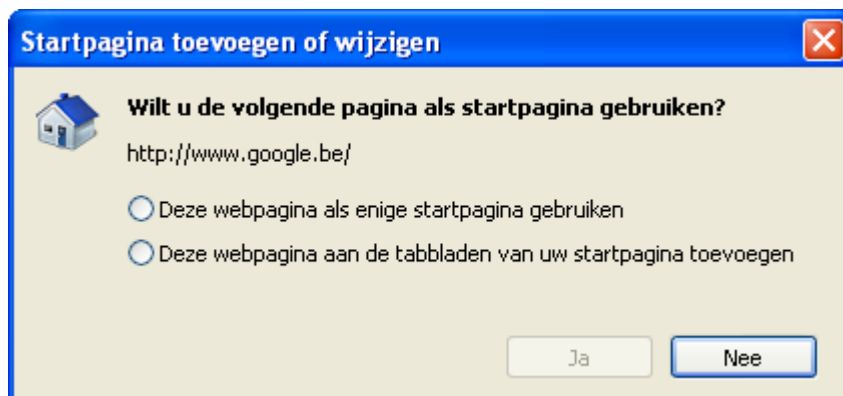 Startpagina toevoegen of wijzigen
Wilt u de volgende pagina als startpagina gebruiken?
http://www.google.be/
Deze webpagina als enige startpagina gebruiken
Deze webpagina aan de tabbladen van uw startpagina toevoegen
Ja Nee